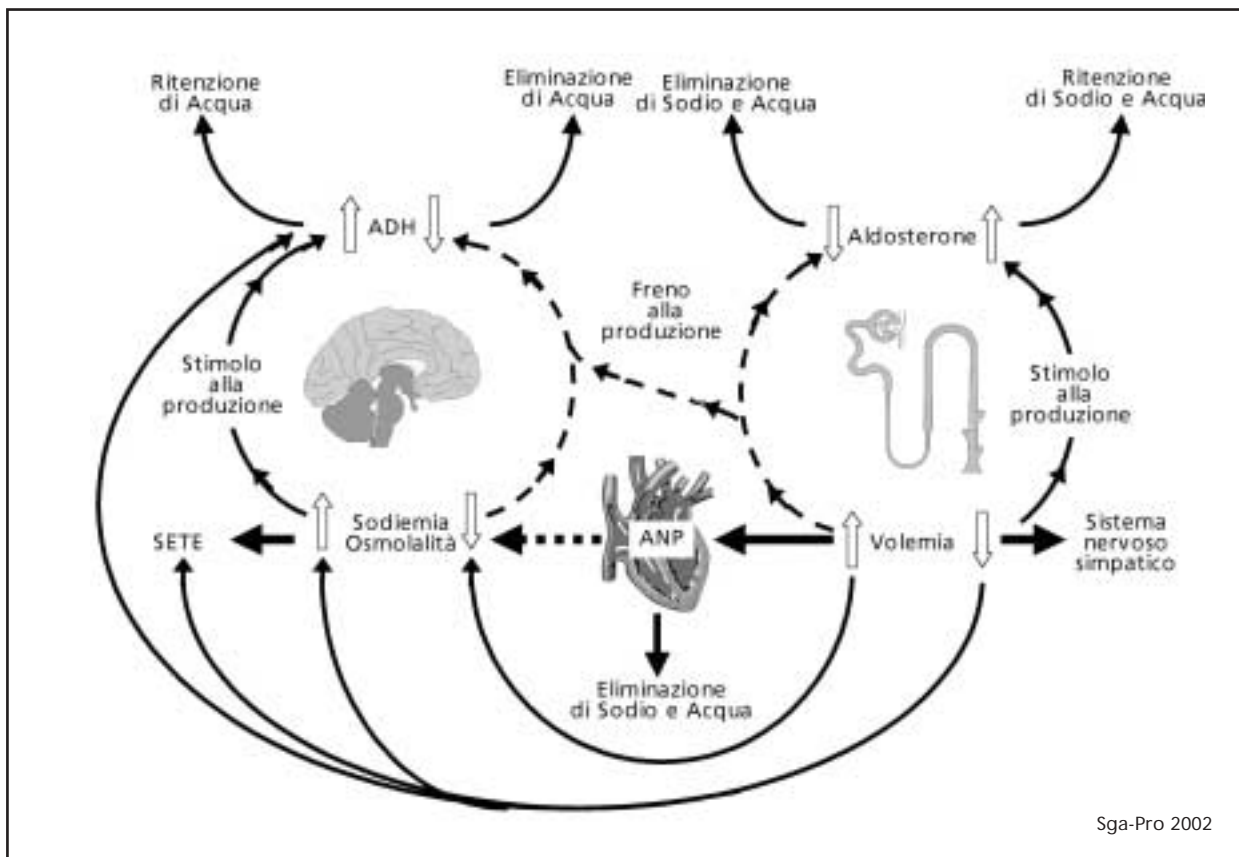 Ritenzione
di Acqua
Eliminazione
di Acqua
Eliminazione
di Sodio e Acqua
Ritenzione
di Sodio e Acqua
ADH
Aldosterone
Freno
alla
produzione
Stimolo
alla
produzione
Stimolo
alla
produzione
SETE
Sodiemia
Osmolalità
ANP
Volemia
Sistema
nervoso
simpatico
Eliminazione
di Sodio e Acqua
Sga-Pro 2002